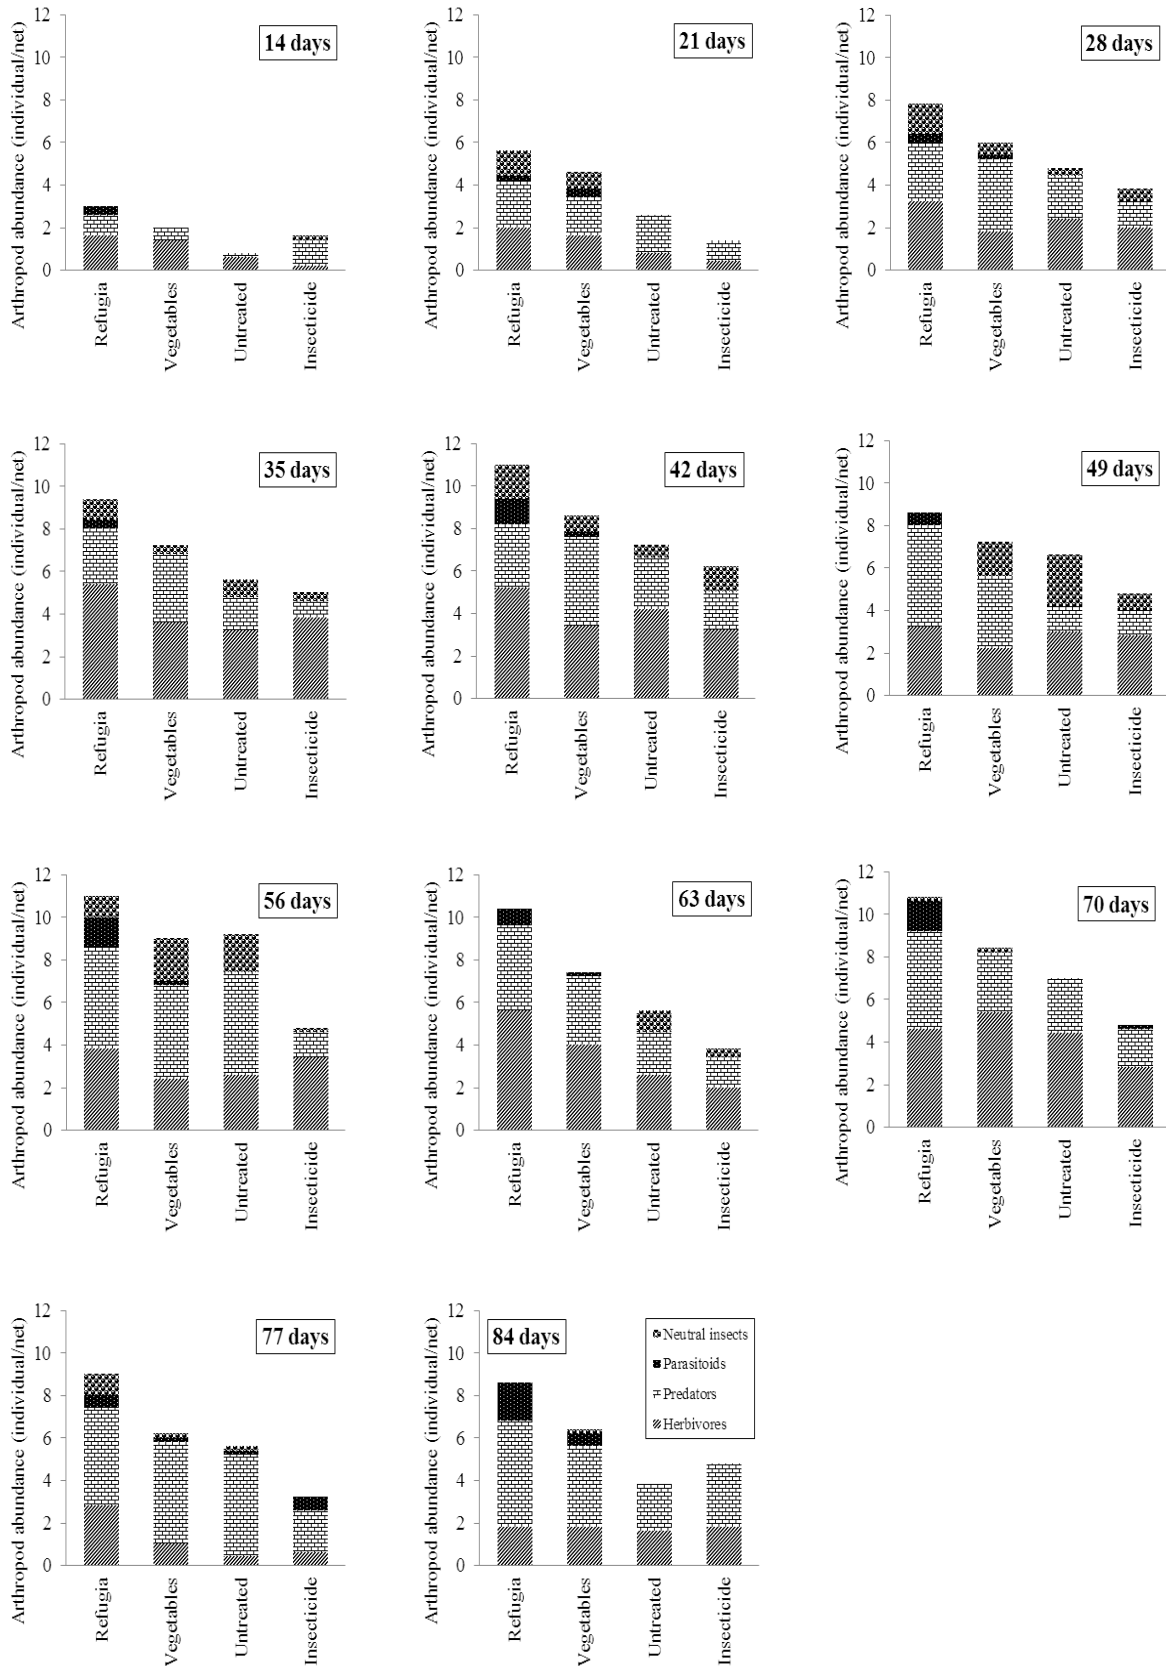 14 days
Arthropod abundance (individual/net)
12
10
8
6
4
2
0
Refugia
Vegetables
Untreated
Insecticide
21 days
Arthropod abundance (individual/net)
12
10
8
6
4
2
0
Refugia
Vegetables
Untreated
Insecticide
28 days
Arthropod abundance (individual/net)
12
10
8
6
4
2
0
Refugia
Vegetables
Untreated
Insecticide
35 days
Arthropod abundance (individual/net)
12
10
8
6
4
2
0
Refugia
Vegetables
Untreated
Insecticide
42 days
Arthropod abundance (individual/net)
12
10
8
6
4
2
0
Refugia
Vegetables
Untreated
Insecticide
49 days
Arthropod abundance (individual/net)
12
10
8
6
4
2
0
Refugia
Vegetables
Untreated
Insecticide
56 days
Arthropod abundance (individual/net)
12
10
8
6
4
2
0
Refugia
Vegetables
Untreated
Insecticide
63 days
Arthropod abundance (individual/net)
12
10
8
6
4
2
0
Refugia
Vegetables
Untreated
Insecticide
70 days
Arthropod abundance (individual/net)
12
10
8
6
4
2
0
Refugia
Vegetables
Untreated
Insecticide
77 days
Arthropod abundance (individual/net)
12
10
8
6
4
2
0
Refugia
Vegetables
Untreated
Insecticide
84 days
Arthropod abundance (individual/net)
12
10
8
6
4
2
0
Refugia
Vegetables
Untreated
Insecticide
Neutral insects
Parasitoids
Predators
Herbivores